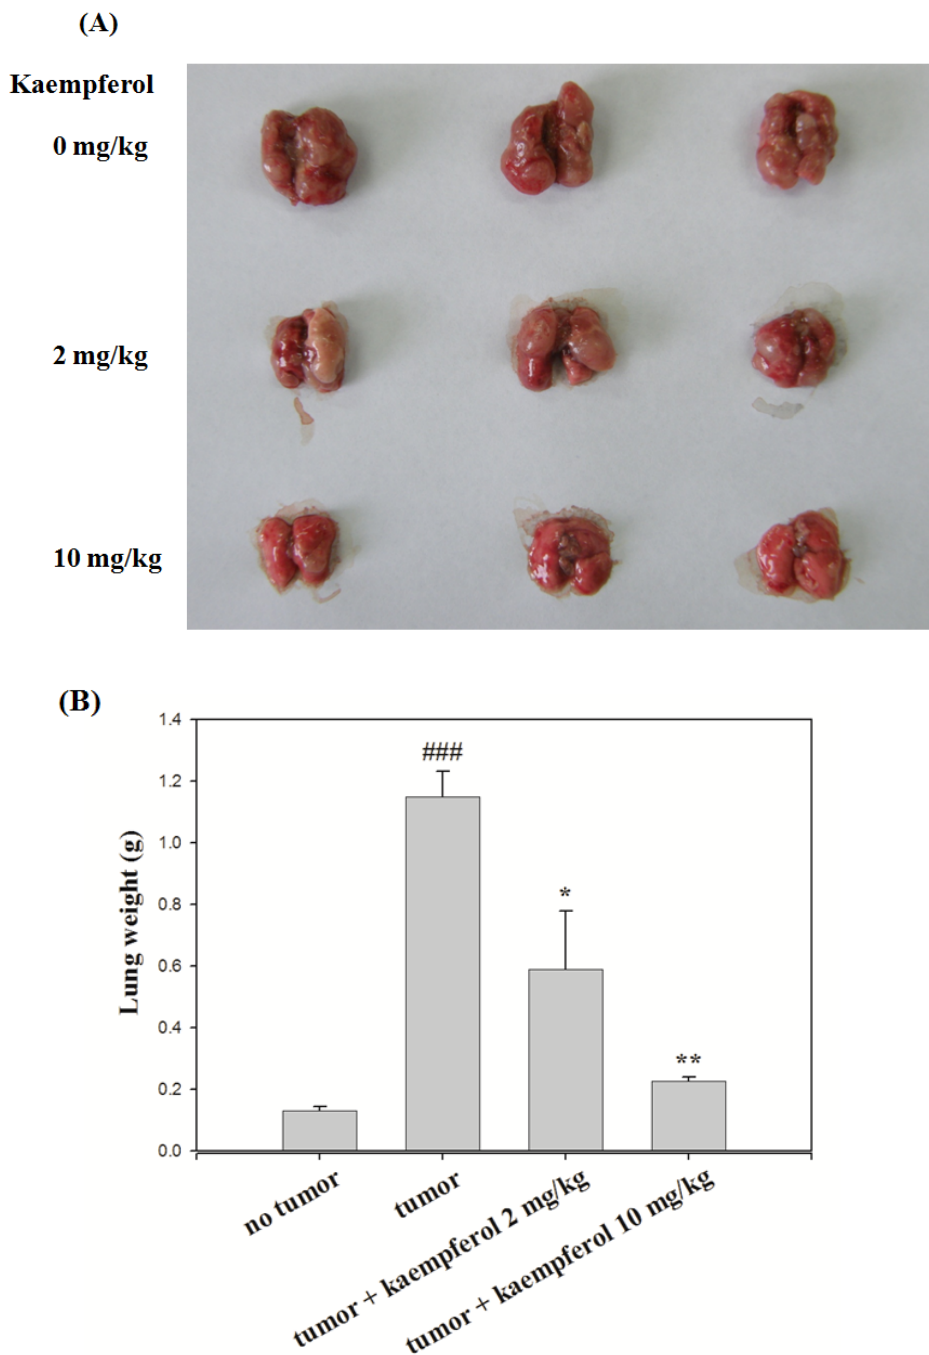 (A)
Kaempferol
0 mg/kg
2 mg/kg
10 mg/kg
(B)
1.4
1.2
1.0
0.8
0.6
0.4
0.2
0.0
Lung weight (g)
###
*
**
no tumor
tumor
tumor + kaempferol 2 mg/kg
tumor + kaempferol 10 mg/kg